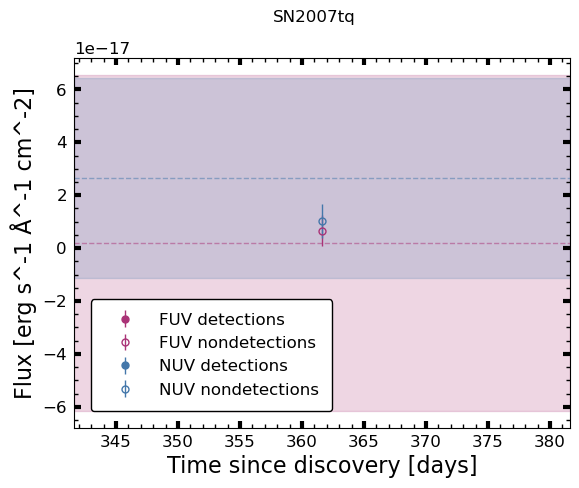 SN2007tq
1e−17
Flux [erg s^-1 Å^-1 cm^-2]
6
4
2
0
−2
−4
−6
FUV detections
FUV nondetections
NUV detections
NUV nondetections
345 350 355 360 365 370 375 380
Time since discovery [days]